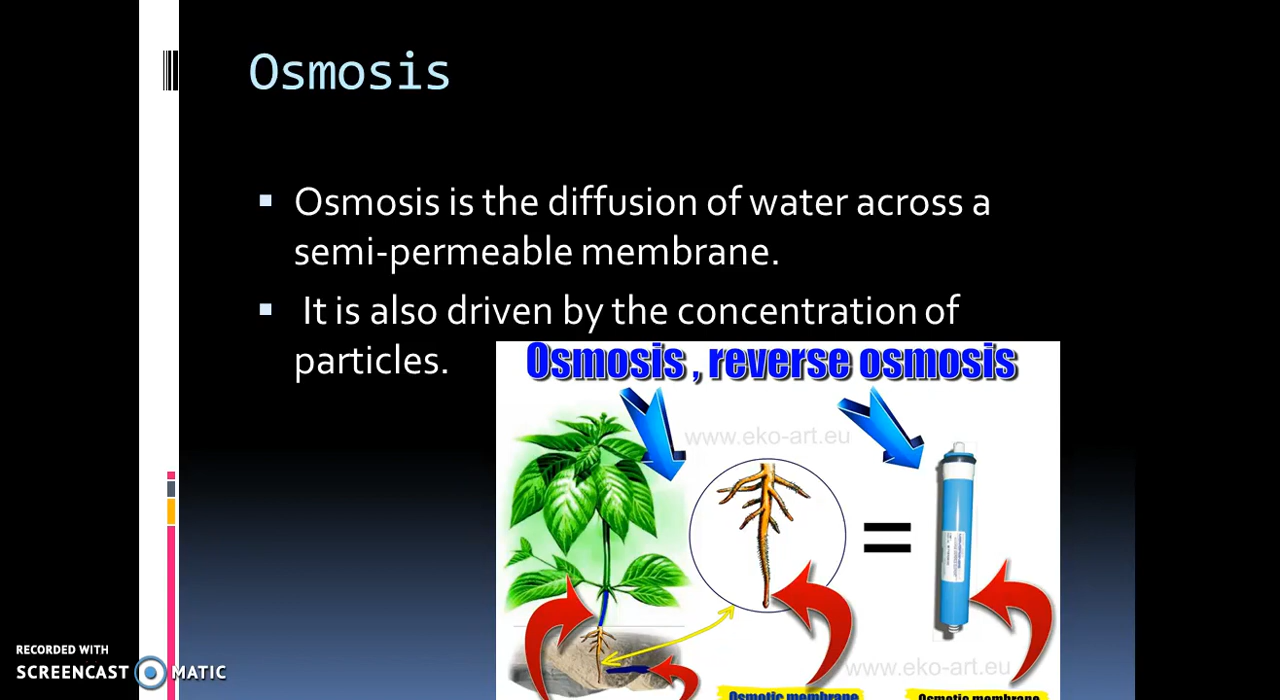 Osmosis
Osmosis is the diffusion of water across a
semi-permeable membrane.
It is also driven by the concentration of
particles.
Osmosis , reverse osmosis
www.eko-art.eu
=
www.eko-art.eu
Osmotic membrane
Osmotic membrane
RECORDED WITH
SCREENCAST MATIC